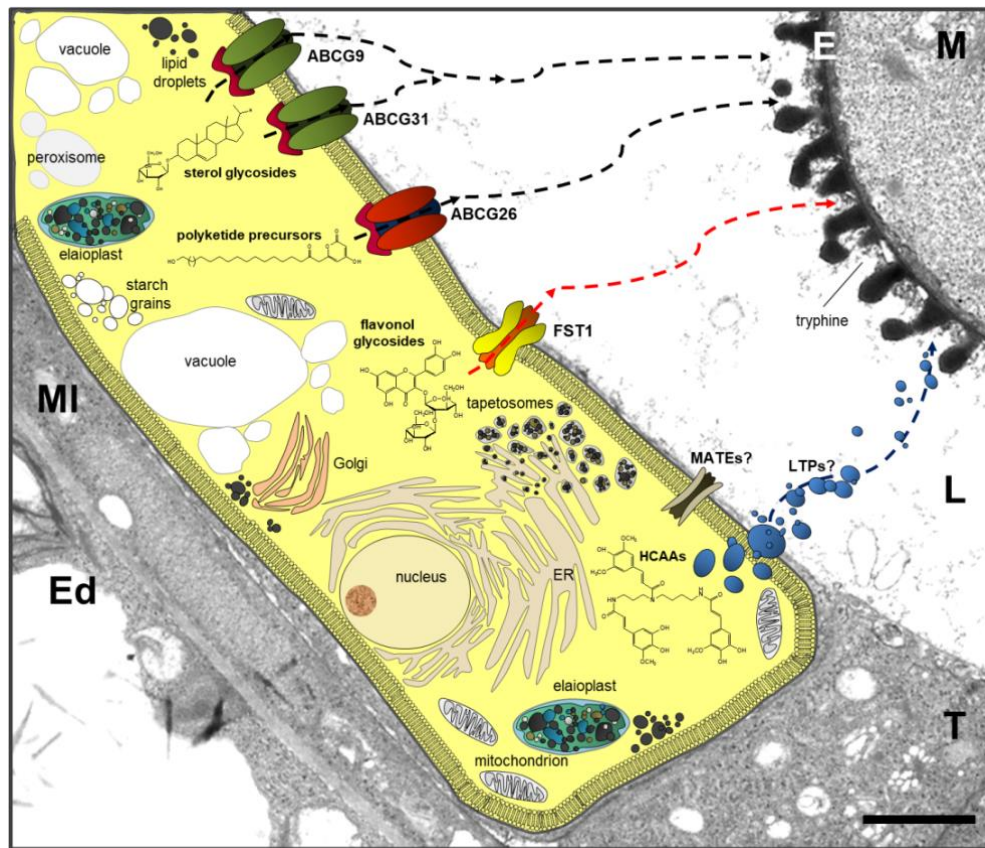 vacuole
lipid
droplets
ABCG9
E
M
ABCG31
peroxisome
sterol glycosides
ABCG26
polyketide precursors
elaioplast
starch
grains
FST1
tryphine
flavonol
glycosides
vacuole
Ml
tapetosomes
MATEs?
LTPs?
Golgi
L
HCAAs
nucleus
ER
Ed
elaioplast
T
mitochondrion